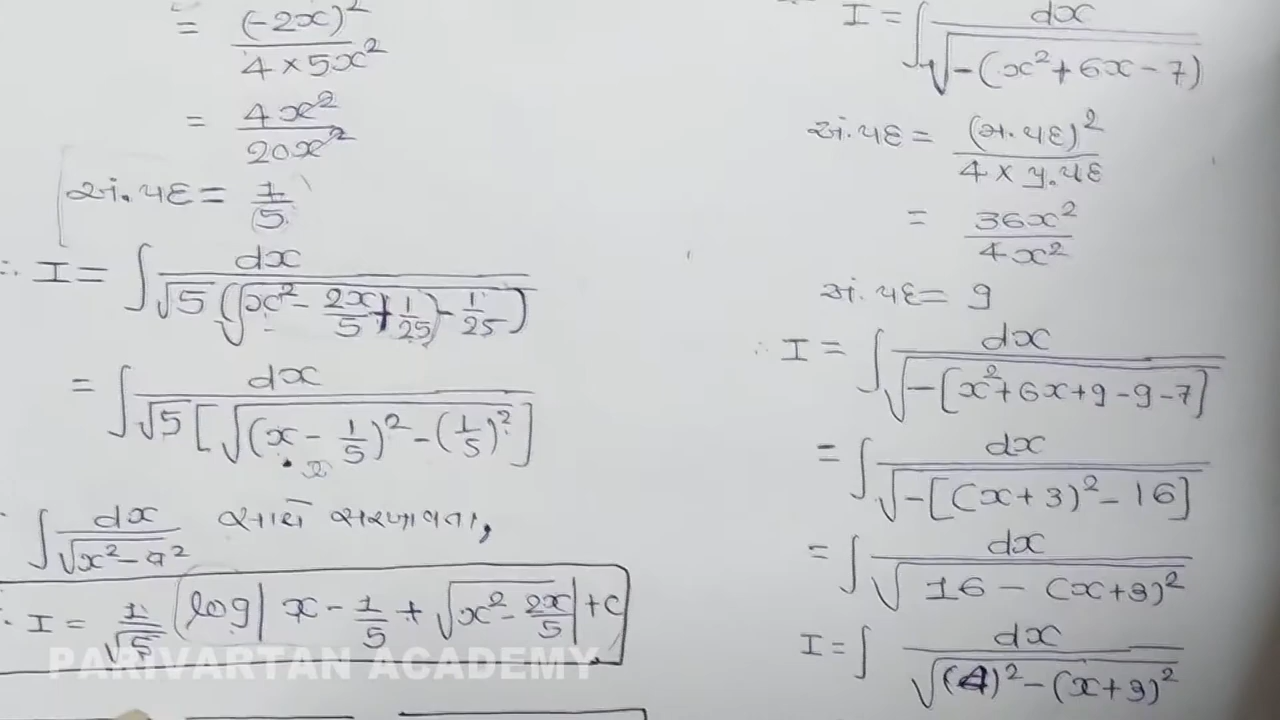 = (-2x)² / 4 × 5x²
= 4x² / 20x²
અં.પદ = 1/5
∴ I = ∫ dx / √5 (√x² - 2x/5 + 1/25) - 1/25)
= ∫ dx / √5 [√(x - 1/5)² - (1/5)²]
∫ dx / √x² - a² સાથે સરખાવતા,
∴ I = 1/√5 (log| x - 1/5 + √x² - 2x/5 | + c
PARIVARTAN ACADEMY
I = ∫ dx / √-(x² + 6x - 7)
અં.પદ = (મ.પદ)² / 4 × પ્ર.પદ
= 36x² / 4x²
અં.પદ = 9
∴ I = ∫ dx / √-[x² + 6x + 9 - 9 - 7]
= ∫ dx / √-[(x + 3)² - 16]
= ∫ dx / √16 - (x + 3)²
I = ∫ dx / √(4)² - (x + 3)²